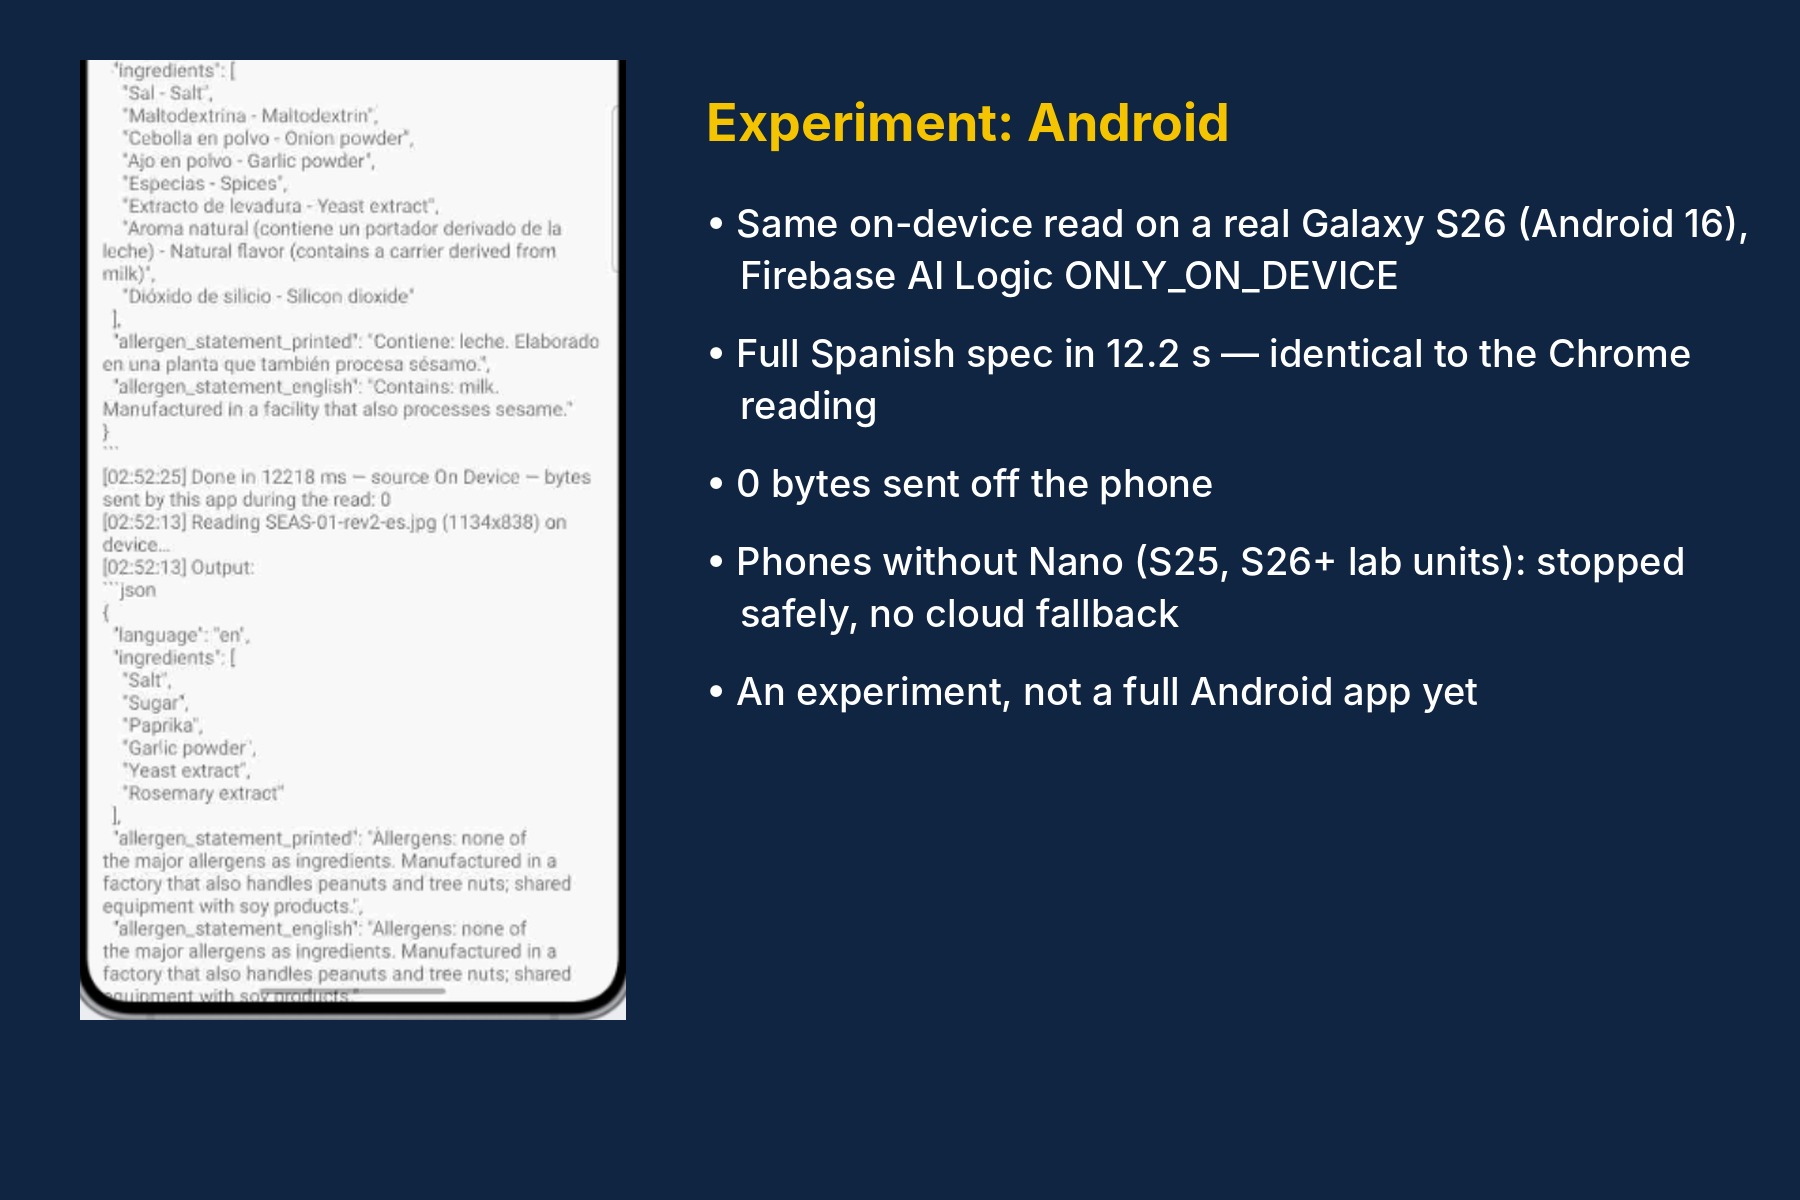 "ingredients": [
"Sal - Salt",
"Maltodextrina - Maltodextrin",
"Cebolla en polvo - Onion powder",
"Ajo en polvo - Garlic powder",
"Especias - Spices",
"Extracto de levadura - Yeast extract",
"Aroma natural (contiene un portador derivado de la
leche) - Natural flavor (contains a carrier derived from
milk)",
"Dióxido de silicio - Silicon dioxide"
],
"allergen_statement_printed": "Contiene: leche. Elaborado
en una planta que también procesa sésamo.",
"allergen_statement_english": "Contains: milk.
Manufactured in a facility that also processes sesame."
}
```
[02:52:25] Done in 12218 ms — source On Device — bytes
sent by this app during the read: 0
[02:52:13] Reading SEAS-01-rev2-es.jpg (1134x838) on
device...
[02:52:13] Output:
```json
{
"language": "en",
"ingredients": [
"Salt",
"Sugar",
"Paprika",
"Garlic powder",
"Yeast extract",
"Rosemary extract"
],
"allergen_statement_printed": "Allergens: none of
the major allergens as ingredients. Manufactured in a
factory that also handles peanuts and tree nuts; shared
equipment with soy products.",
"allergen_statement_english": "Allergens: none of
the major allergens as ingredients. Manufactured in a
factory that also handles peanuts and tree nuts; shared
equipment with soy products."
Experiment: Android
• Same on-device read on a real Galaxy S26 (Android 16),
Firebase AI Logic ONLY_ON_DEVICE
• Full Spanish spec in 12.2 s — identical to the Chrome
reading
• 0 bytes sent off the phone
• Phones without Nano (S25, S26+ lab units): stopped
safely, no cloud fallback
• An experiment, not a full Android app yet